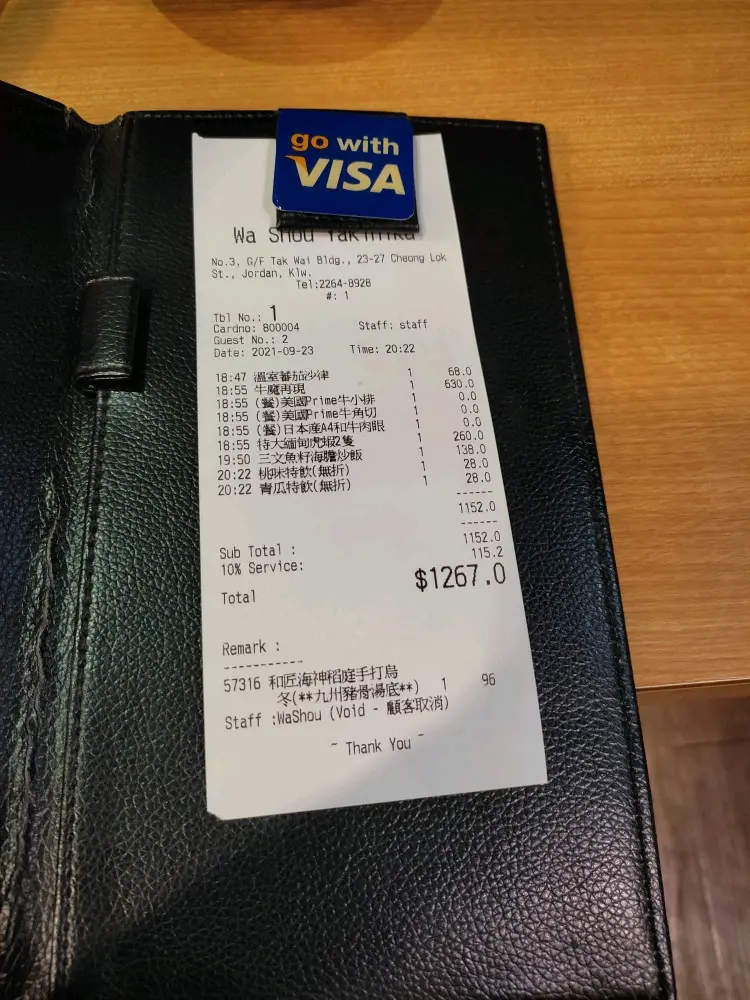 go with
VISA
Wa Shou Yakiniku
No.3, G/F Tak Wai Bldg., 23-27 Cheong Lok
St., Jordan, Klw.
Tel:2264-8928
#: 1
Tbl No.: 1
Cardno: 800004 Staff: staff
Guest No.: 2
Date: 2021-09-23 Time: 20:22
18:47 溫室蕃茄沙律 1 68.0
18:55 牛魔再現 1 630.0
18:55 (餐)美國Prime牛小排 1 0.0
18:55 (餐)美國Prime牛角切 1 0.0
18:55 (餐)日本産A4和牛肉眼 1 0.0
18:55 特大緬甸虎蝦2隻 1 260.0
19:50 三文魚籽海膽炒飯 1 138.0
20:22 桃味特飲(無折) 1 28.0
20:22 青瓜特飲(無折) 1 28.0
------
1152.0
------
Sub Total : 1152.0
10% Service: 115.2
Total $1267.0
Remark :
-----------
57316 和匠海神稻庭手打烏
冬(**九州豬骨湯底**) 1 96
Staff :WaShou (Void - 顧客取消)
~ Thank You ~